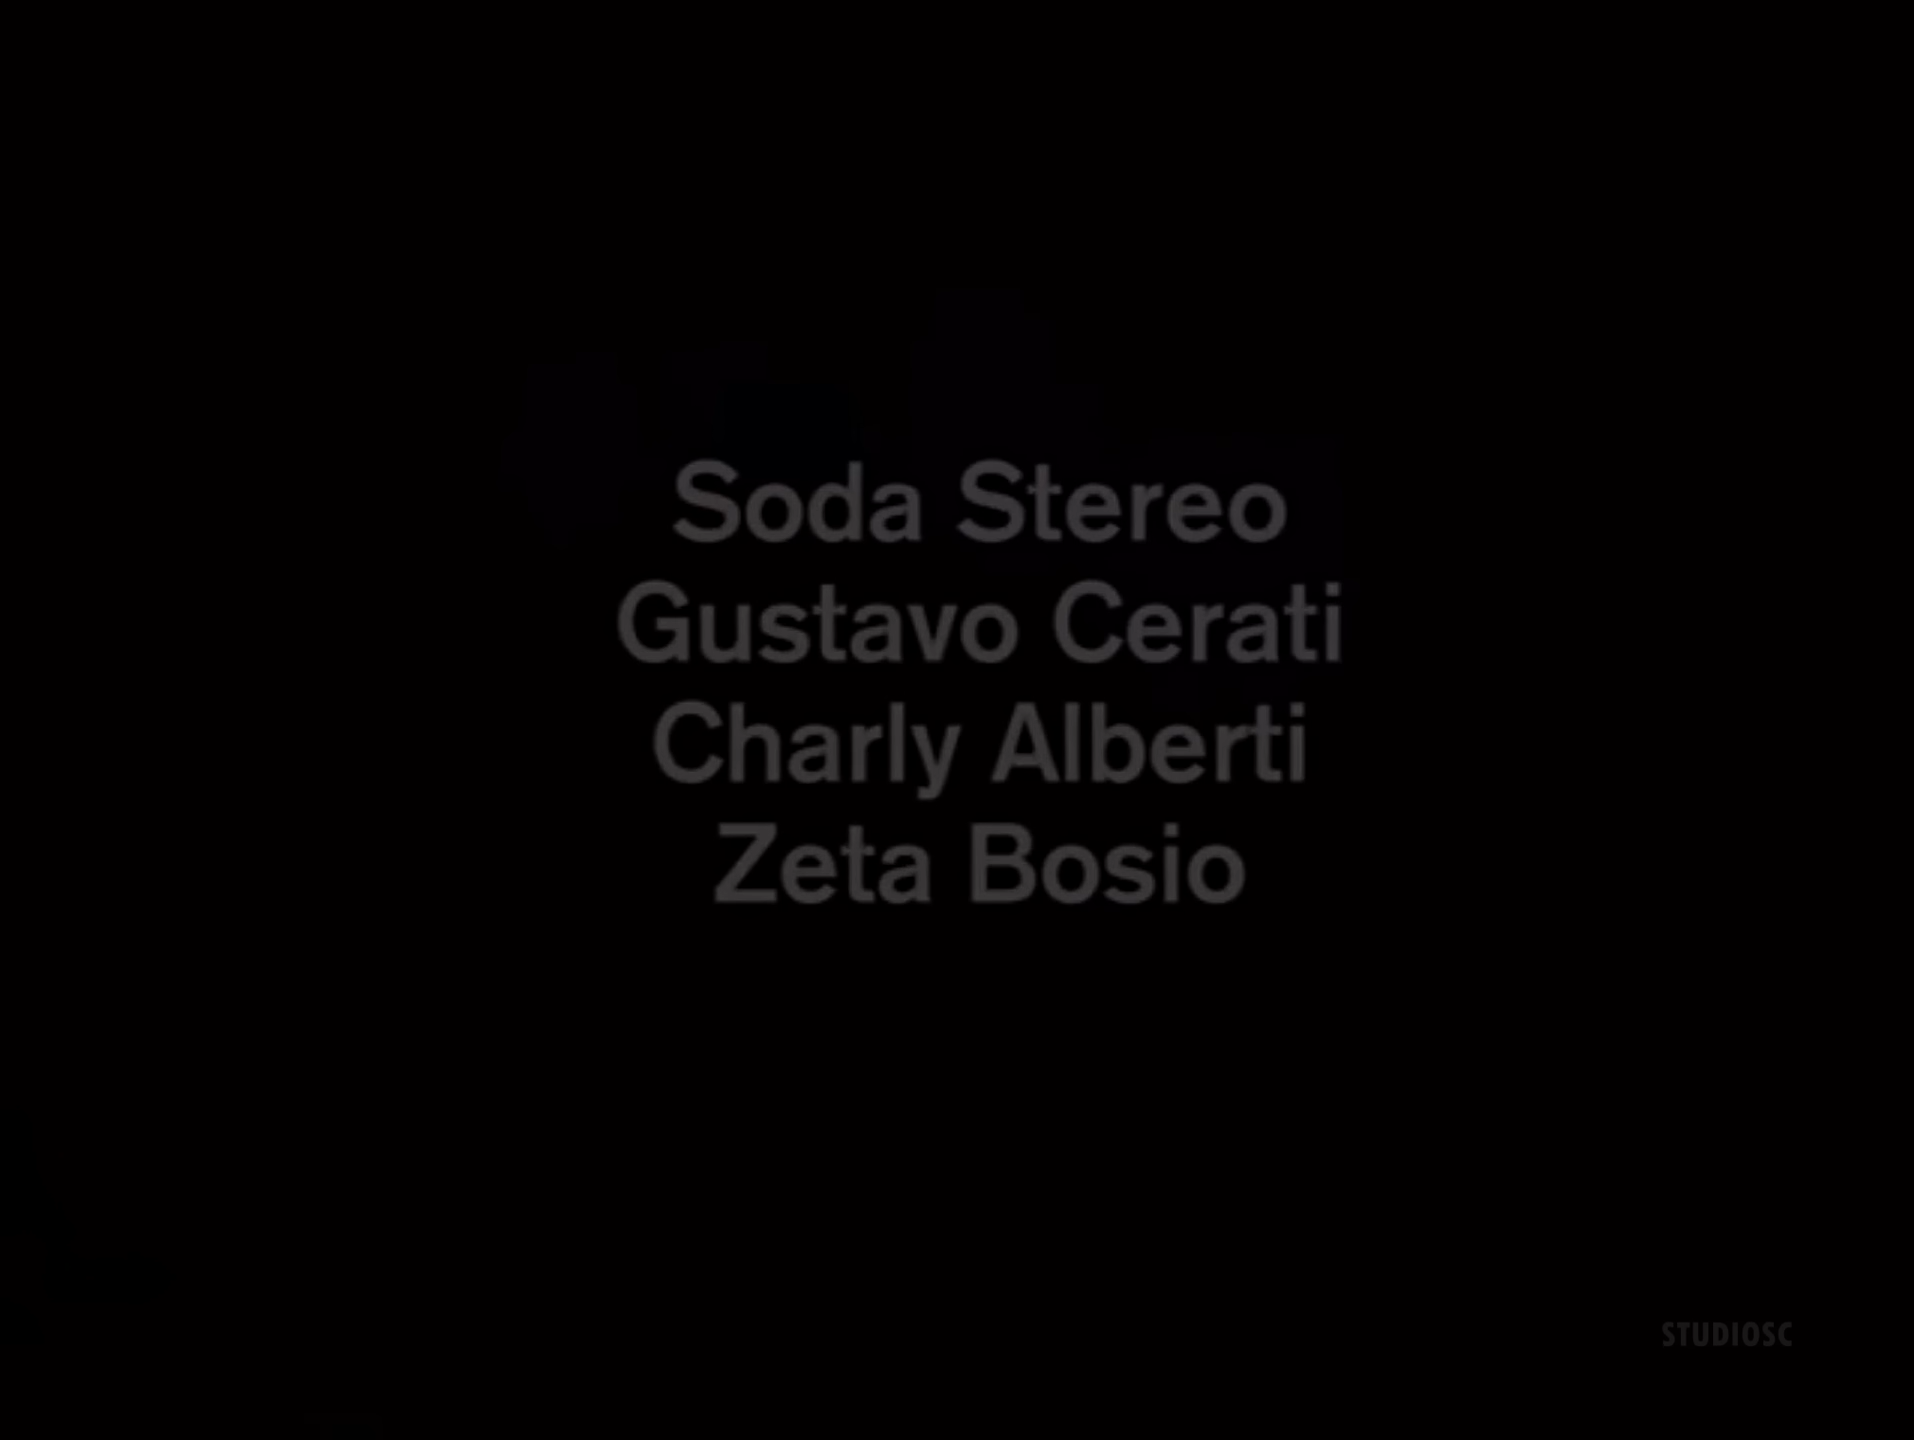 Soda Stereo
Gustavo Cerati
Charly Alberti
Zeta Bosio
STUDIOSC